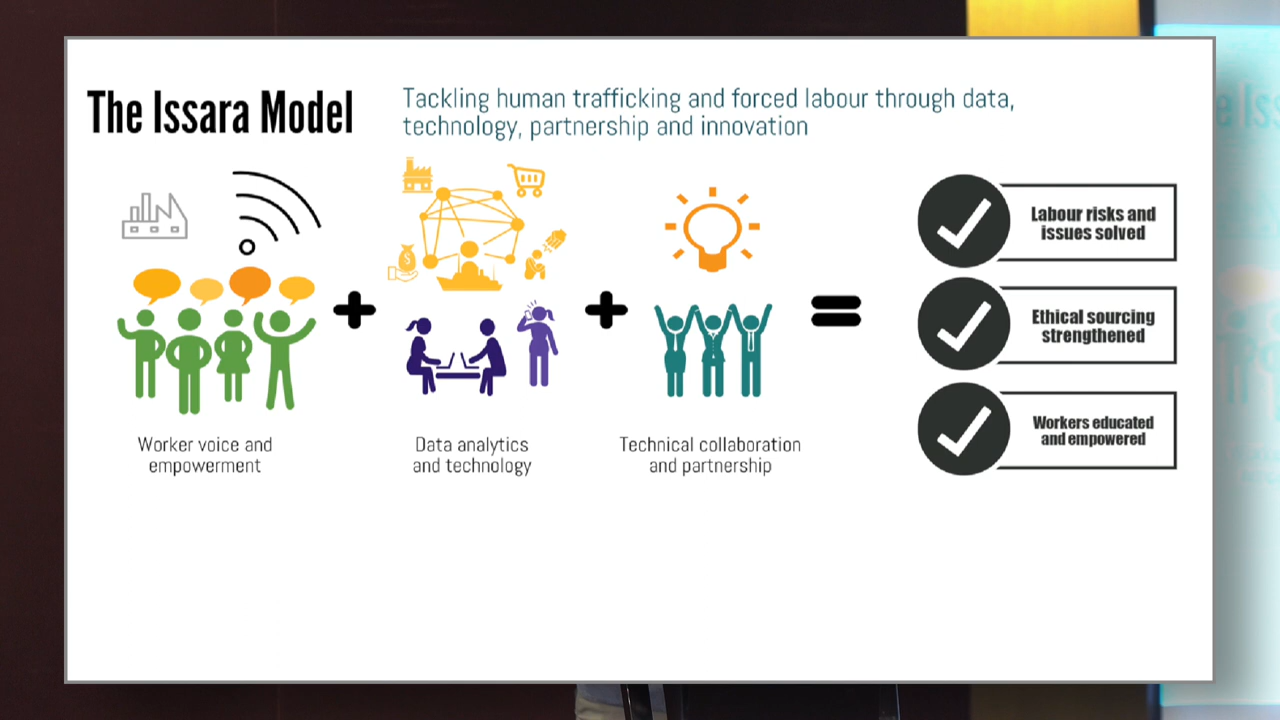 The Issara Model
Tackling human trafficking and forced labour through data,
technology, partnership and innovation
$
Worker voice and
empowerment
Data analytics
and technology
Technical collaboration
and partnership
Labour risks and
issues solved
Ethical sourcing
strengthened
Workers educated
and empowered